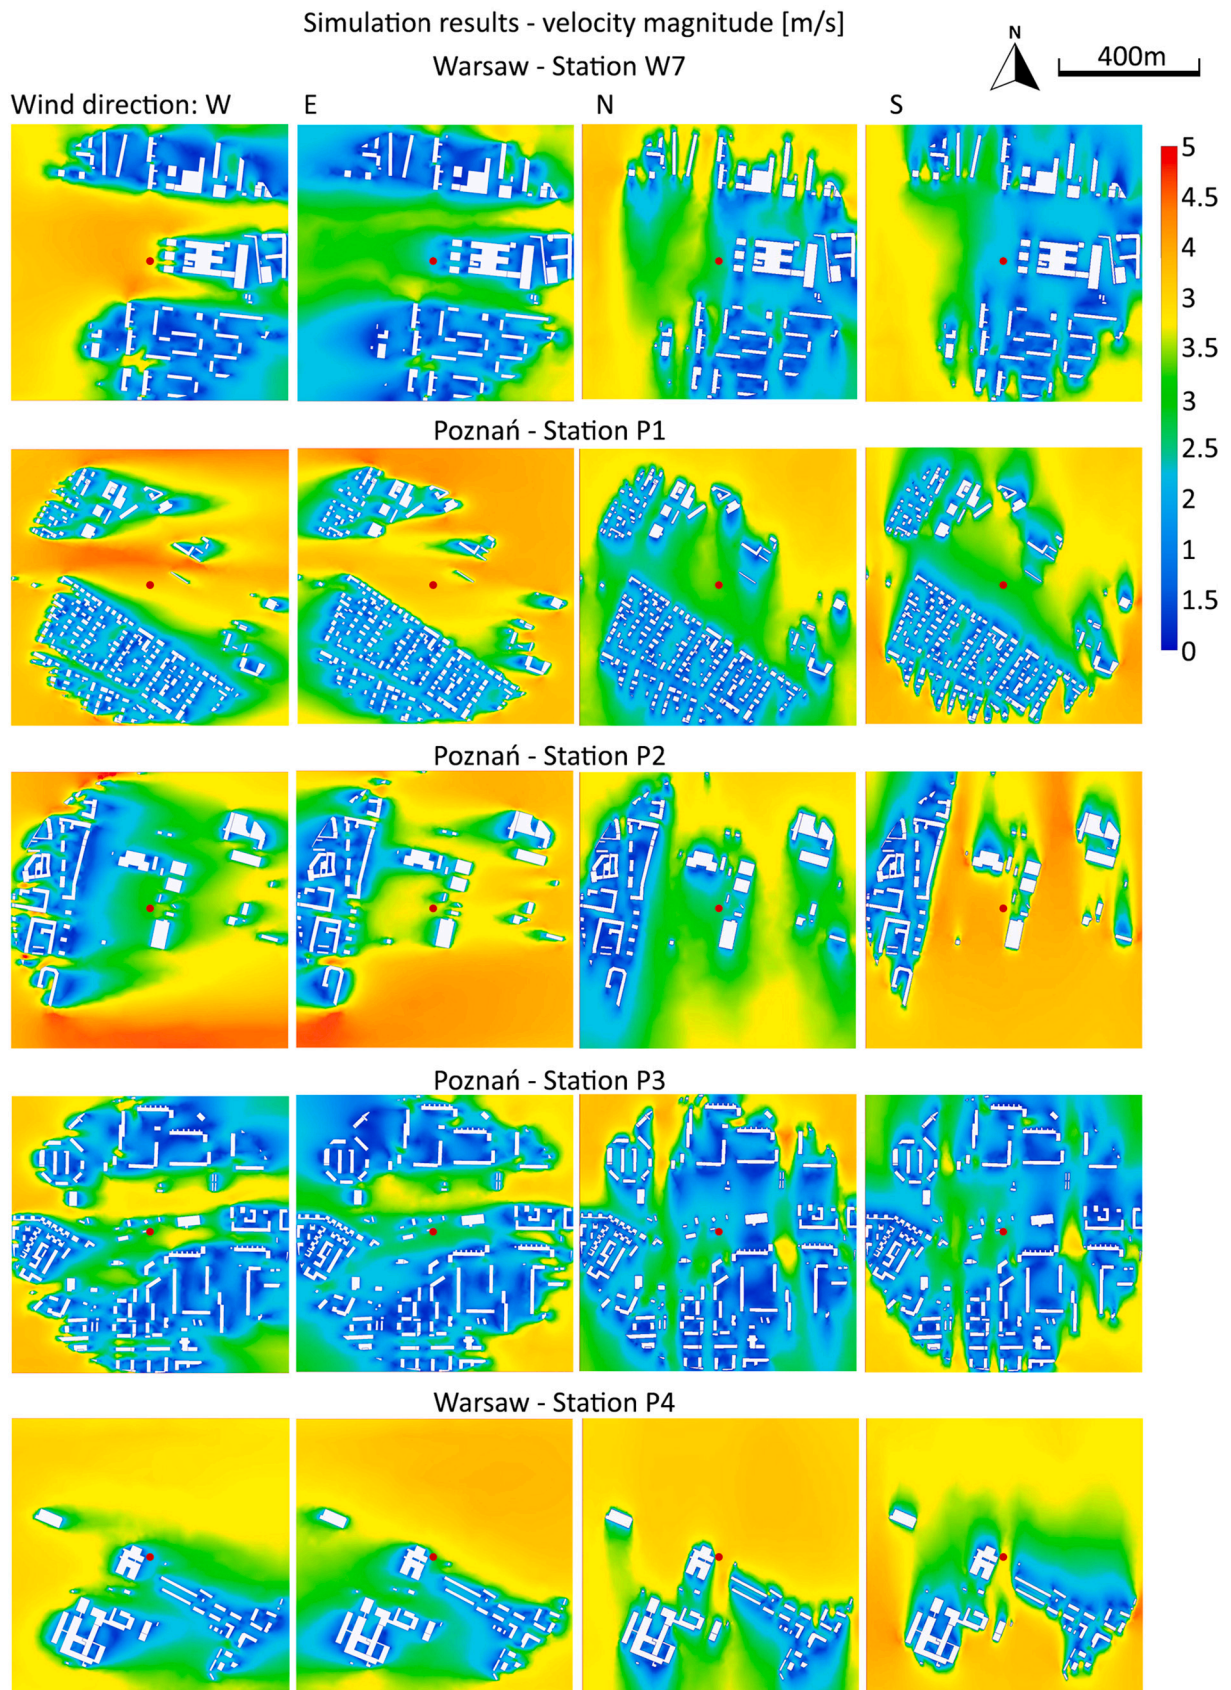 Simulation results - velocity magnitude [m/s]
Warsaw - Station W7
N
400m
Wind direction: W E N S
5
4.5
4
3
3.5
3
2.5
2
1
1.5
0
Poznań - Station P1
Poznań - Station P2
Poznań - Station P3
Warsaw - Station P4